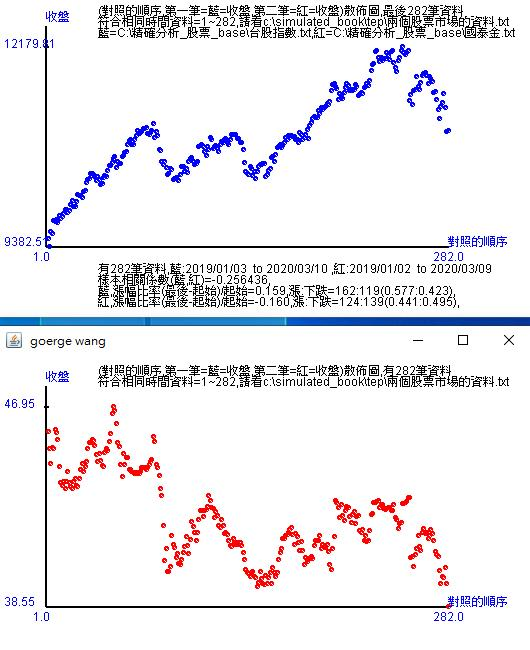 (對照的順序,第一筆=藍=收盤,第二筆=紅=收盤)散佈圖,最後282筆資料
符合相同時間資料=1~282,請看c:\simulated_book\tep\兩個股票市場的資料.txt
藍=C:\精確分析_股票_base\台股指數.txt,紅=C:\精確分析_股票_base\國泰金.txt
收盤
12179.81
9382.51
1.0
對照的順序
282.0
有282筆資料,藍:2019/01/03 to 2020/03/10 ,紅:2019/01/02 to 2020/03/09
樣本相關係數(藍,紅)=-0.256436,
藍,漲幅比率(最後-起始)/起始=0.159,漲:下跌=162:119(0.577:0.423),
紅,漲幅比率(最後-起始)/起始=-0.160,漲:下跌=124:139(0.441:0.495),
goerge wang
(對照的順序,第一筆=藍=收盤,第二筆=紅=收盤)散佈圖,有282筆資料
符合相同時間資料=1~282,請看c:\simulated_book\tep\兩個股票市場的資料.txt
收盤
46.95
38.55
1.0
對照的順序
282.0